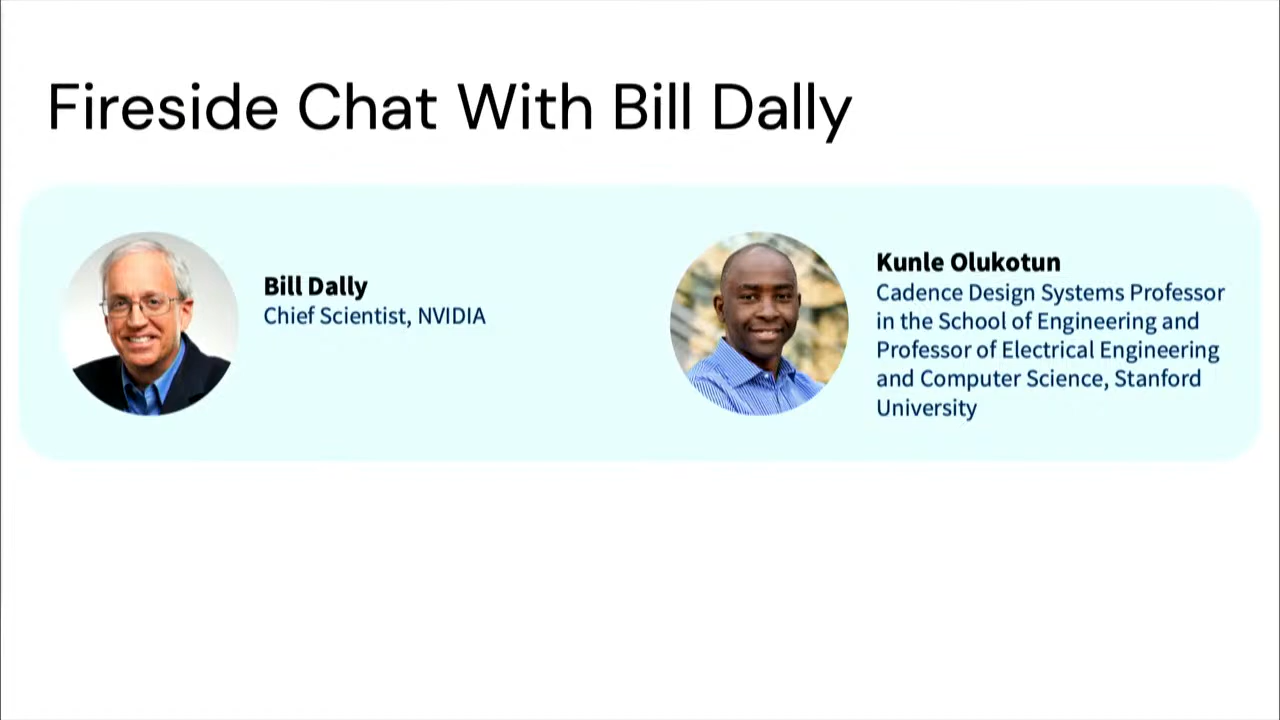 Fireside Chat With Bill Dally
Bill Dally
Chief Scientist, NVIDIA
Kunle Olukotun
Cadence Design Systems Professor
in the School of Engineering and
Professor of Electrical Engineering
and Computer Science, Stanford
University